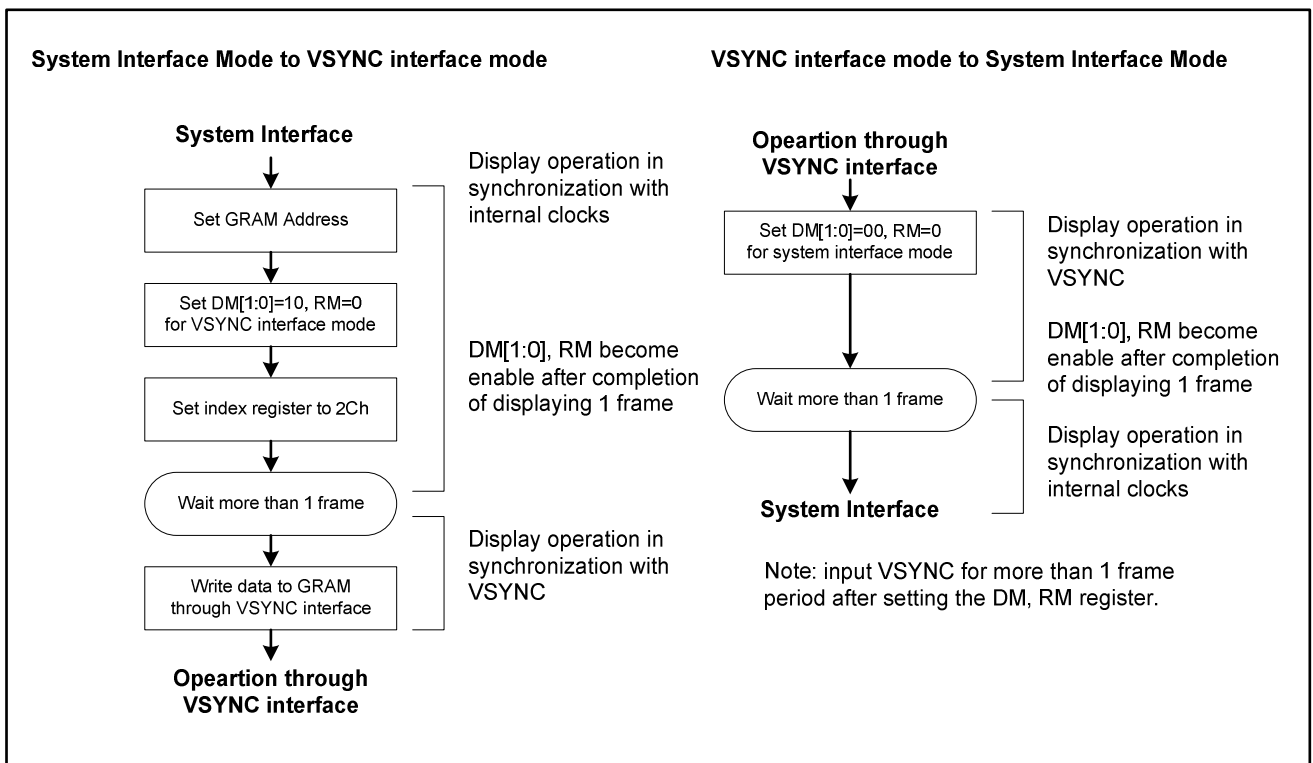 System Interface Mode to VSYNC interface mode
System Interface
Set GRAM Address
Set DM[1:0]=10, RM=0
for VSYNC interface mode
Set index register to 2Ch
Wait more than 1 frame
Write data to GRAM
through VSYNC interface
Opeartion through
VSYNC interface
Display operation in
synchronization with
internal clocks
DM[1:0], RM become
enable after completion
of displaying 1 frame
Display operation in
synchronization with
VSYNC
VSYNC interface mode to System Interface Mode
Opeartion through
VSYNC interface
Set DM[1:0]=00, RM=0
for system interface mode
Wait more than 1 frame
System Interface
Display operation in
synchronization with
VSYNC
DM[1:0], RM become
enable after completion
of displaying 1 frame
Display operation in
synchronization with
internal clocks
Note: input VSYNC for more than 1 frame
period after setting the DM, RM register.